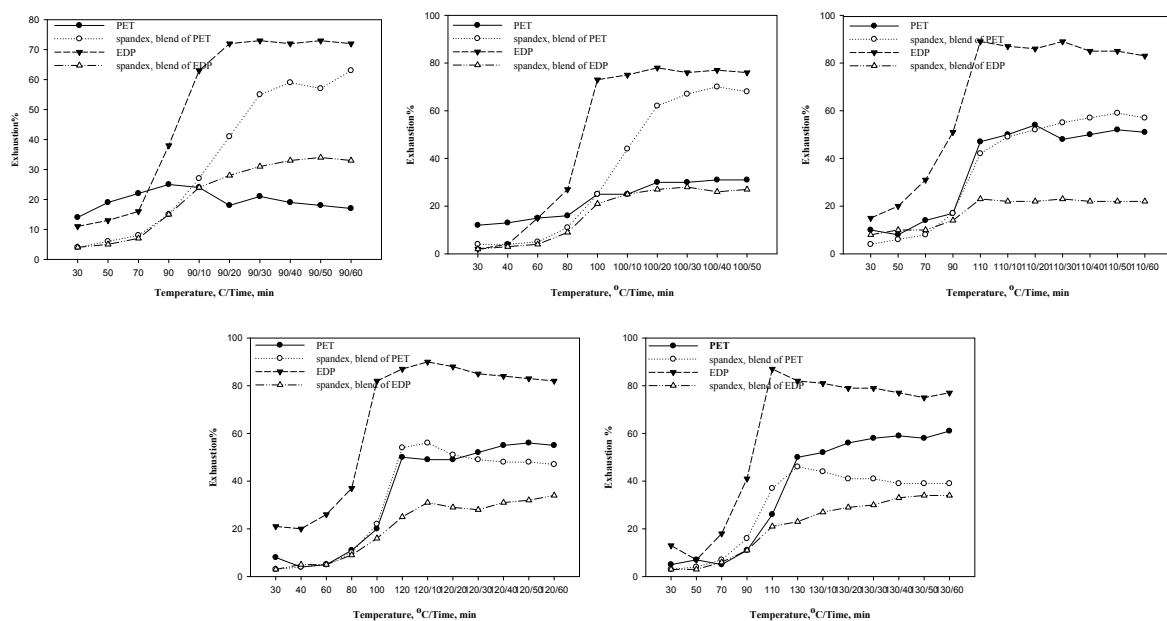 80
70
60
50
40
30
20
10
0
Exhaustion%
PET
spandex, blend of PET
EDP
spandex, blend of EDP
30 50 70 90 90/10 90/20 90/30 90/40 90/50 90/60
Temperature, C/Time, min
100
80
60
40
20
0
Exhaustion%
PET
spandex, blend of PET
EDP
spandex, blend of EDP
30 40 60 80 100 100/10 100/20 100/30 100/40 100/50
Temperature, °C/Time, min
100
80
60
40
20
0
Exhaustion%
PET
spandex, blend of PET
EDP
spandex, blend of EDP
30 50 70 90 110 110/10 110/20 110/30 110/40 110/50 110/60
Temperature, °C/Time, min
100
80
60
40
20
0
Exhaustion%
PET
spandex, blend of PET
EDP
spandex, blend of EDP
30 40 60 80 100 120 120/10 120/20 120/30 120/40 120/50 120/60
Temperature, °C/Time, min
100
80
60
40
20
0
Exhaustion %
PET
spandex, blend of PET
EDP
spandex, blend of EDP
30 50 70 90 110 130 130/10 130/20 130/30 130/40 130/50 130/60
Temperature, °C/Time, min